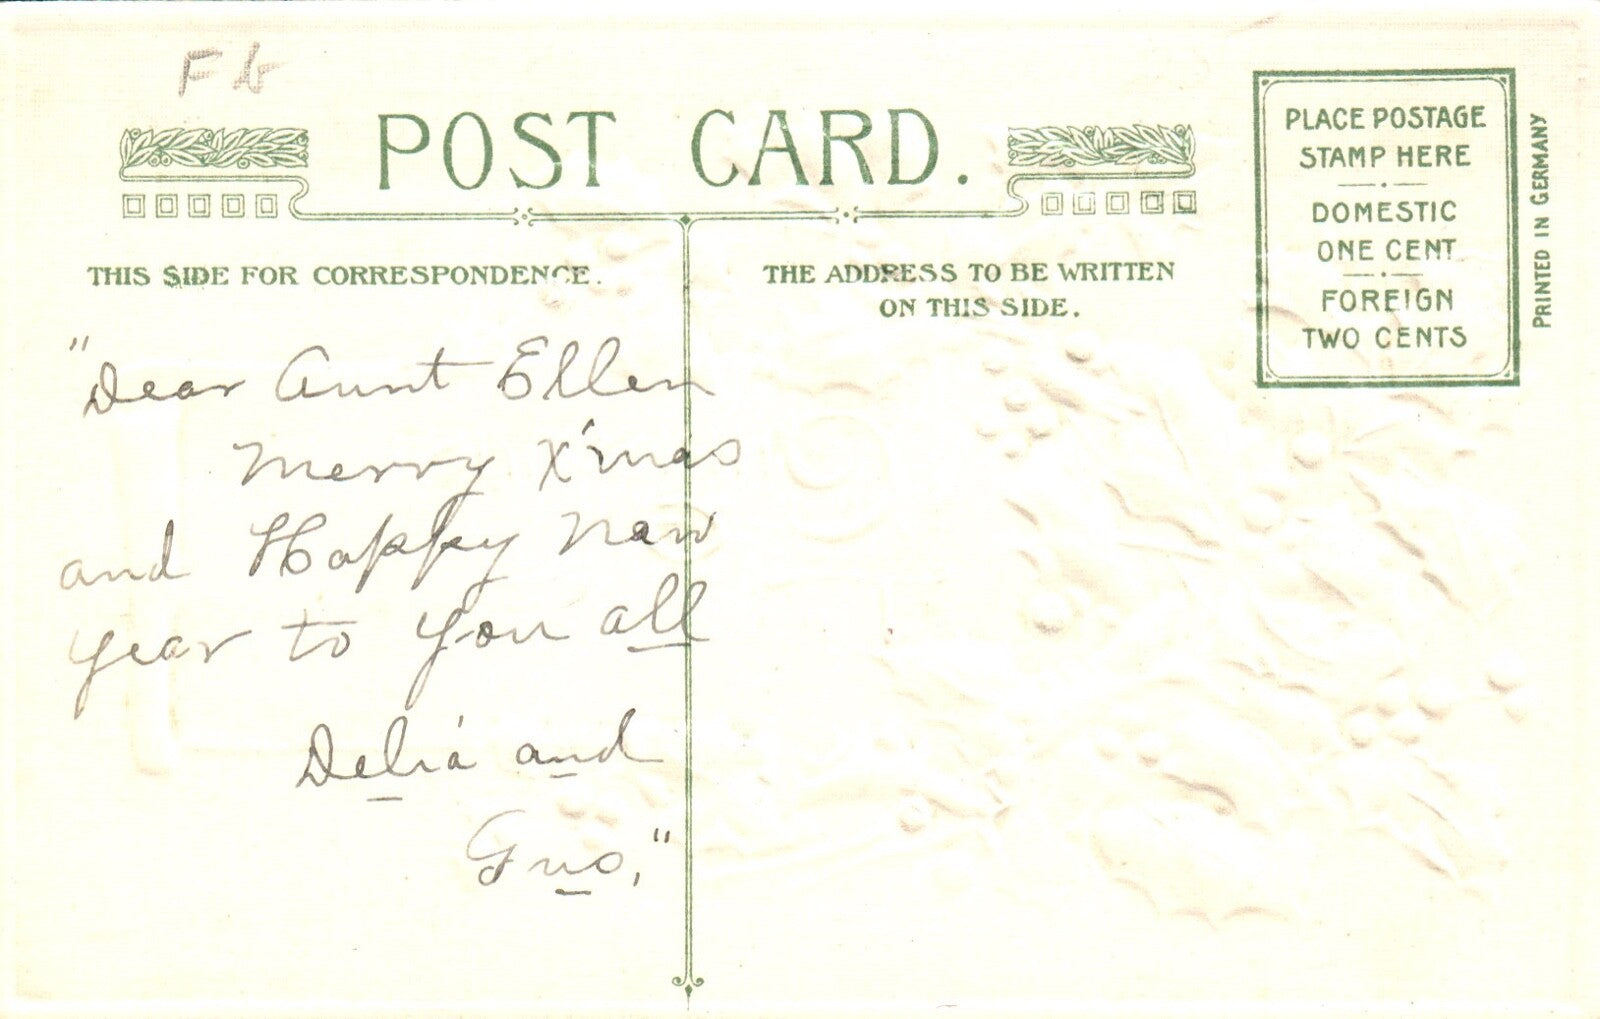 POST CARD.
THIS SIDE FOR CORRESPONDENCE.
"Dear Aunt Ellen
Merry X'mas
and Happy New
Year to you all
Delia and
Gus,"
THE ADDRESS TO BE WRITTEN
ON THIS SIDE.
PLACE POSTAGE
STAMP HERE
DOMESTIC
ONE CENT
FOREIGN
TWO CENTS
PRINTED IN GERMANY